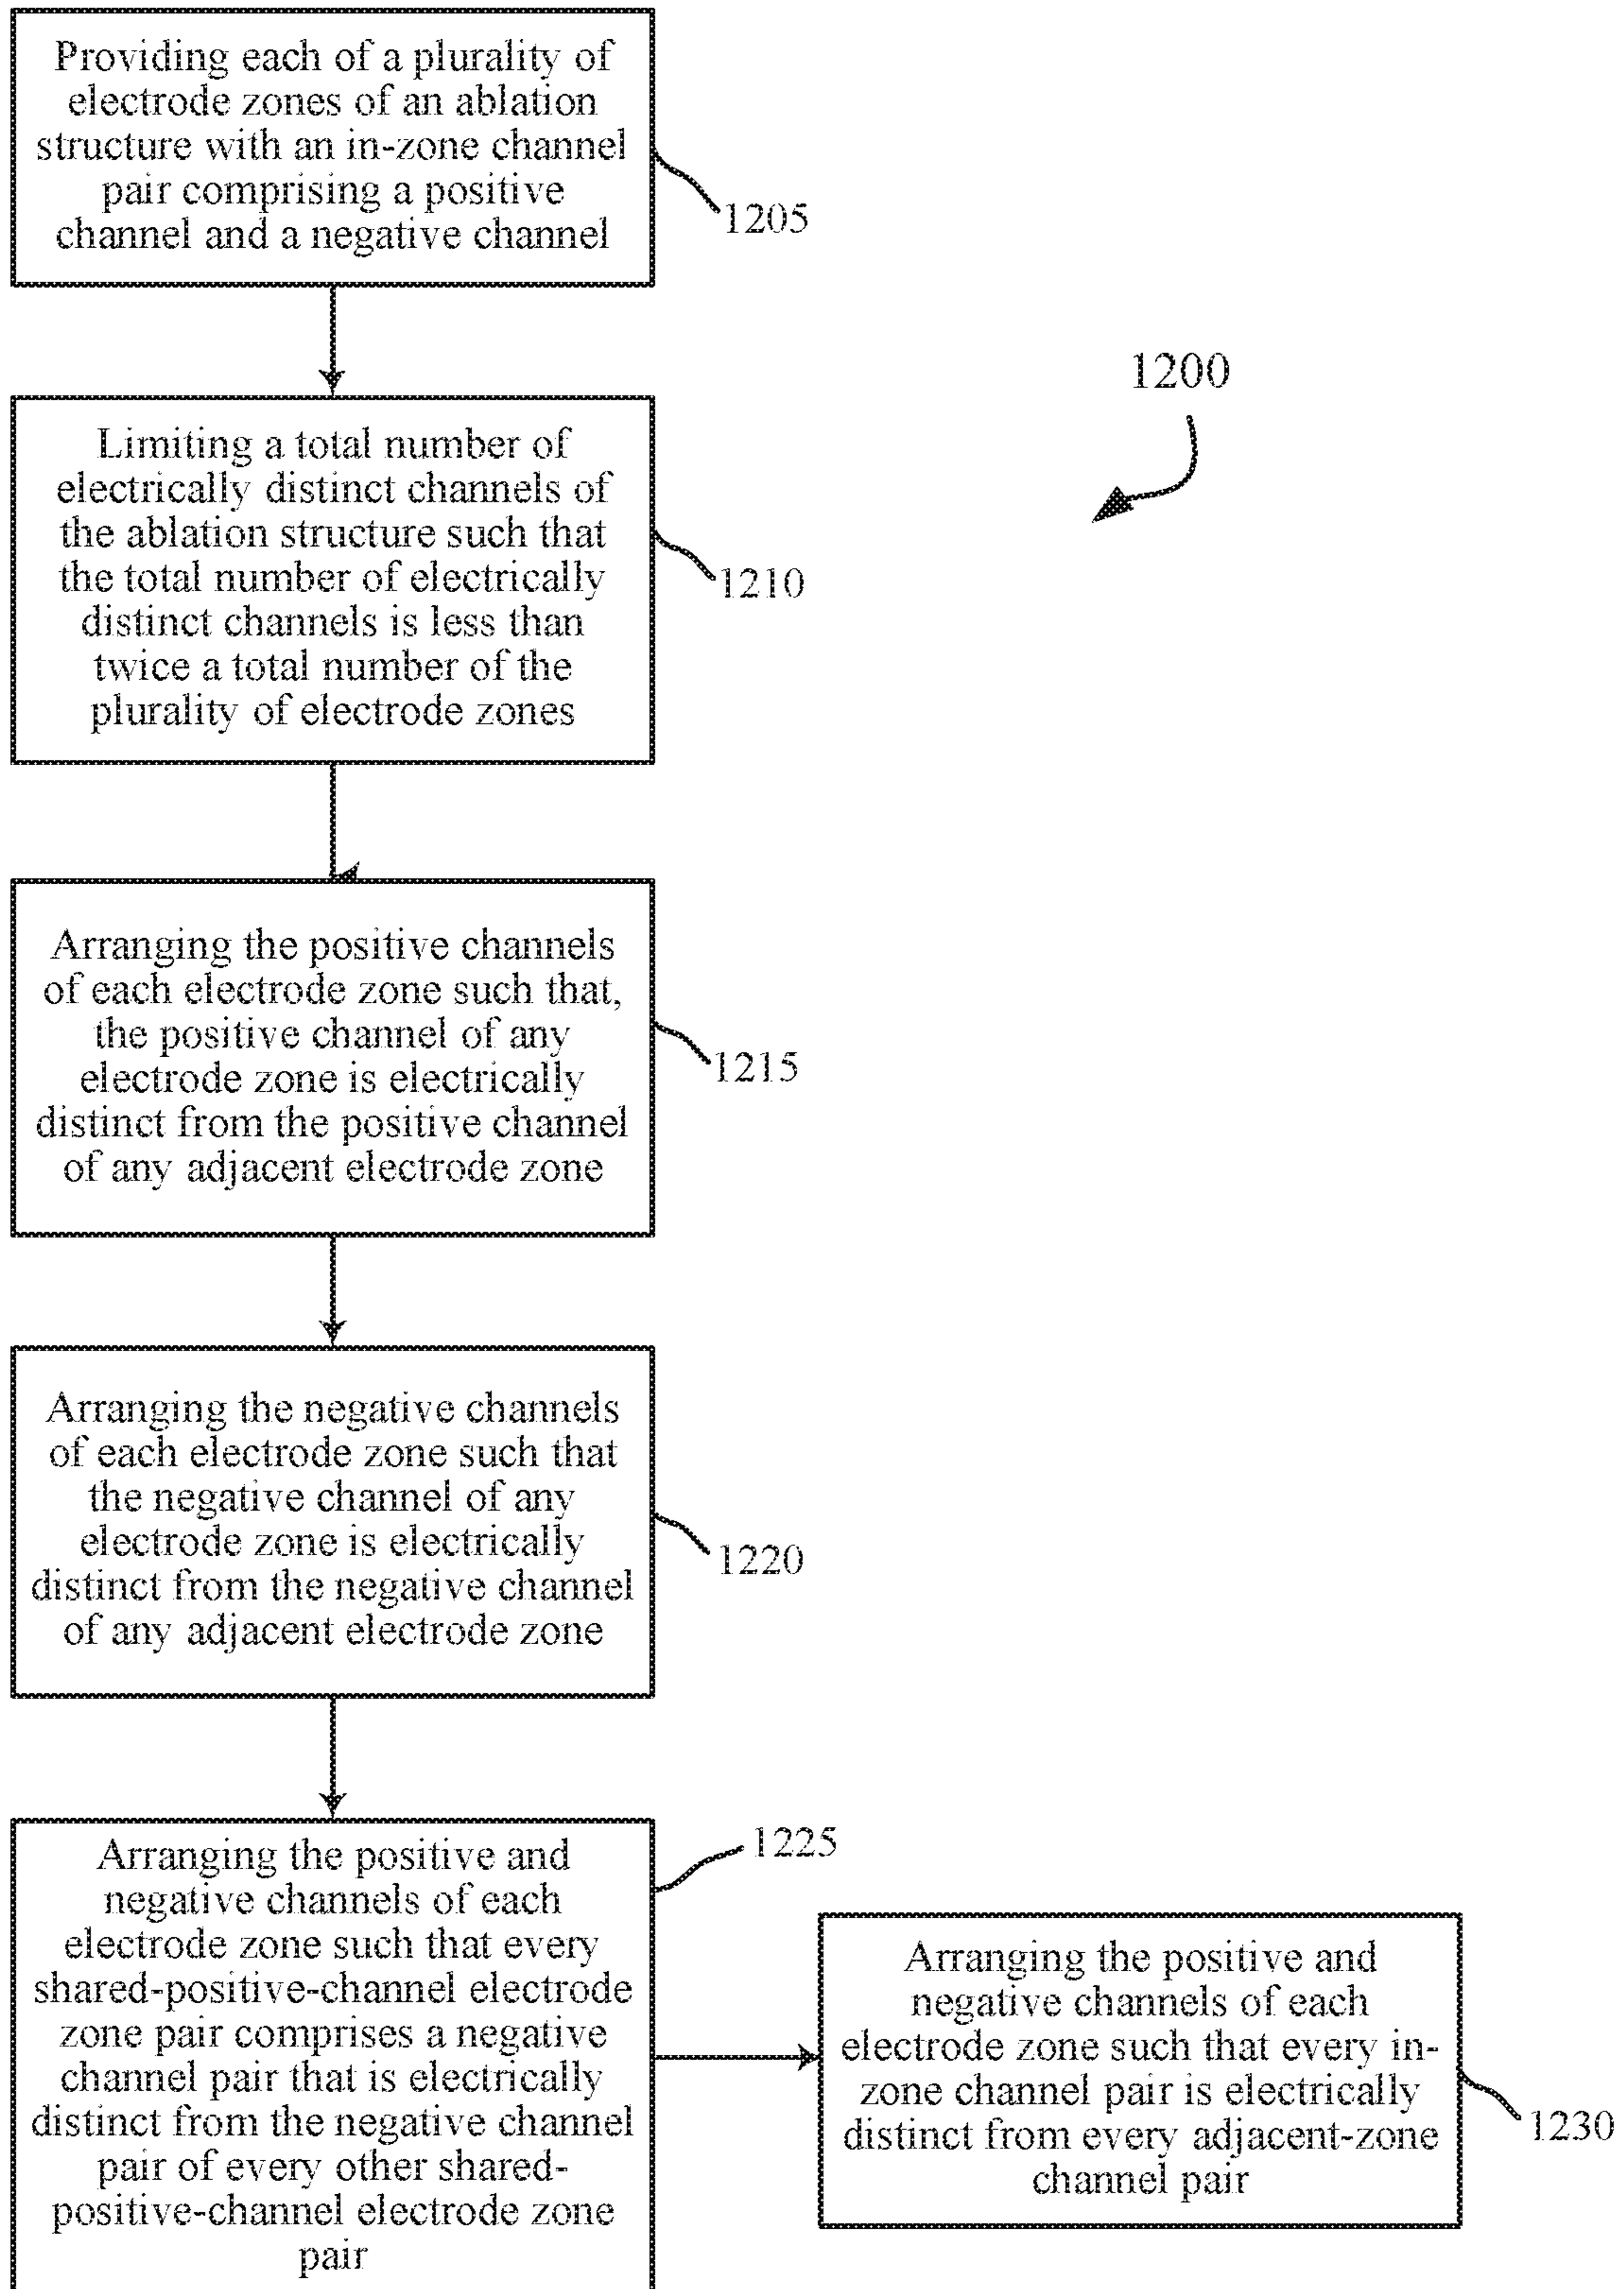 Providing each of a plurality of
electrode zones of an ablation
structure with an in-zone channel
pair comprising a positive
channel and a negative channel
1205
1200
Limiting a total number of
electrically distinct channels of
the ablation structure such that
the total number of electrically
distinct channels is less than
twice a total number of the
plurality of electrode zones
1210
Arranging the positive channels
of each electrode zone such that,
the positive channel of any
electrode zone is electrically
distinct from the positive channel
of any adjacent electrode zone
1215
Arranging the negative channels
of each electrode zone such that
the negative channel of any
electrode zone is electrically
distinct from the negative channel
of any adjacent electrode zone
1220
Arranging the positive and
negative channels of each
electrode zone such that every
shared-positive-channel electrode
zone pair comprises a negative
channel pair that is electrically
distinct from the negative channel
pair of every other shared-
positive-channel electrode zone
pair
1225
Arranging the positive and
negative channels of each
electrode zone such that every in-
zone channel pair is electrically
distinct from every adjacent-zone
channel pair
1230